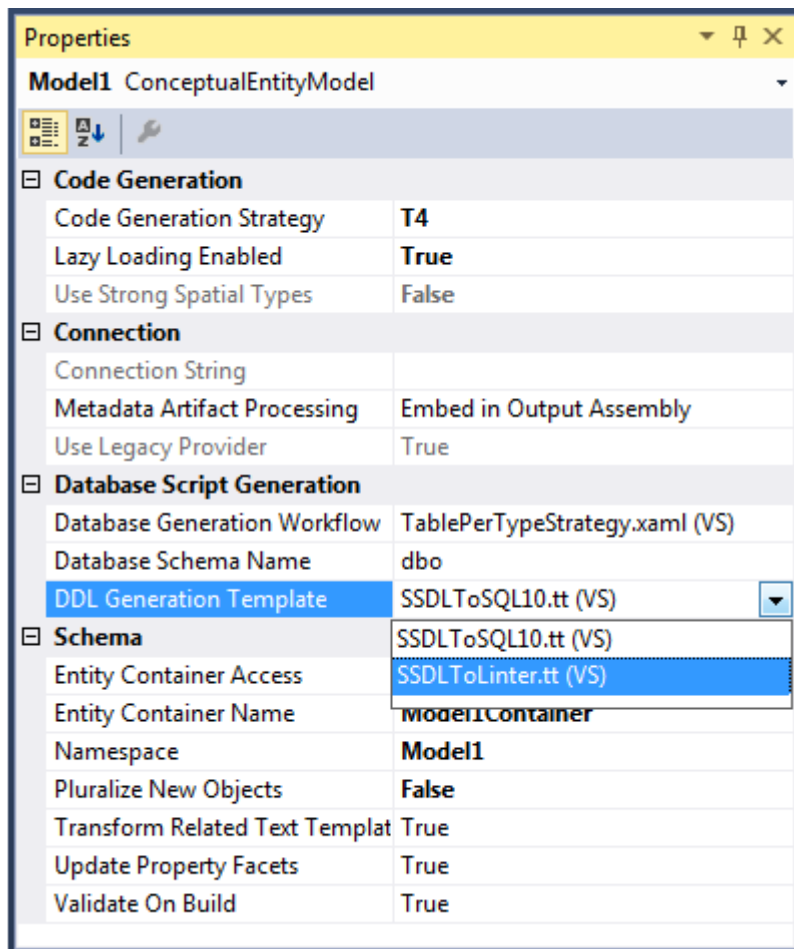 Properties
Model1 ConceptualEntityModel
Code Generation
Code Generation Strategy T4
Lazy Loading Enabled True
Use Strong Spatial Types False
Connection
Connection String
Metadata Artifact Processing Embed in Output Assembly
Use Legacy Provider True
Database Script Generation
Database Generation Workflow TablePerTypeStrategy.xaml (VS)
Database Schema Name dbo
DDL Generation Template SSDLToSQL10.tt (VS)
Schema SSDLToSQL10.tt (VS)
Entity Container Access SSDLToLinter.tt (VS)
Entity Container Name Model1Container
Namespace Model1
Pluralize New Objects False
Transform Related Text Templat True
Update Property Facets True
Validate On Build True